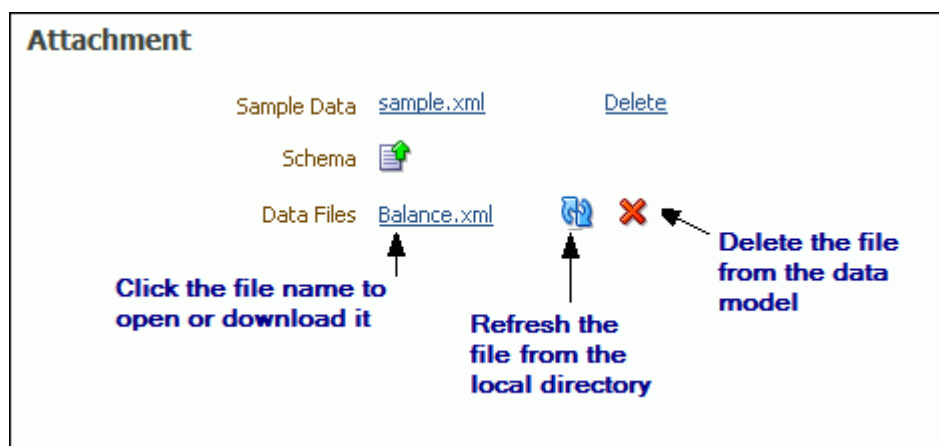 Attachment
Sample Data sample.xml Delete
Schema
Data Files Balance.xml
Click the file name to
open or download it
Refresh the
file from the
local directory
Delete the file
from the data
model